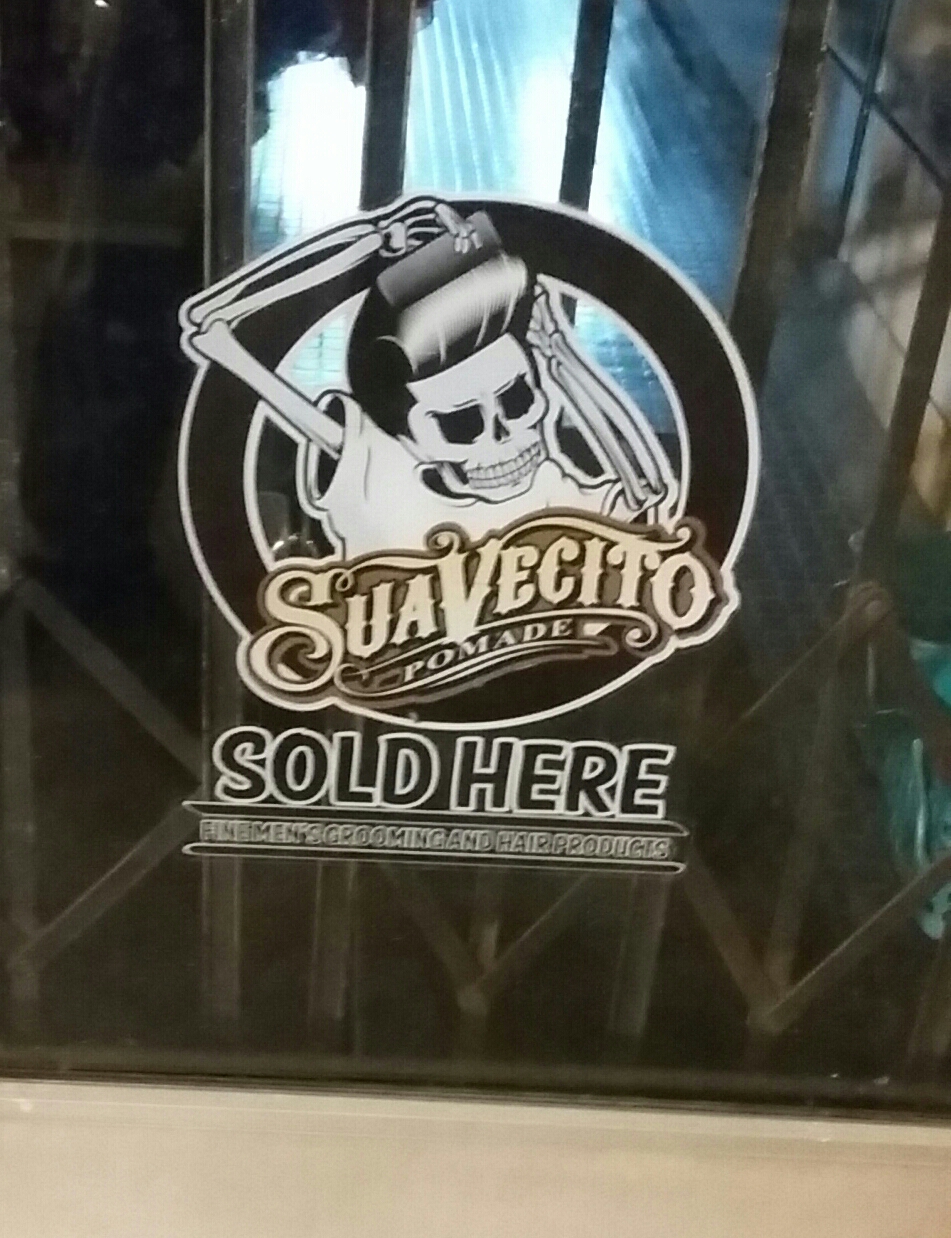 SUAVECITO
POMADE
SOLD HERE
FINE MEN'S GROOMING AND HAIR PRODUCTS